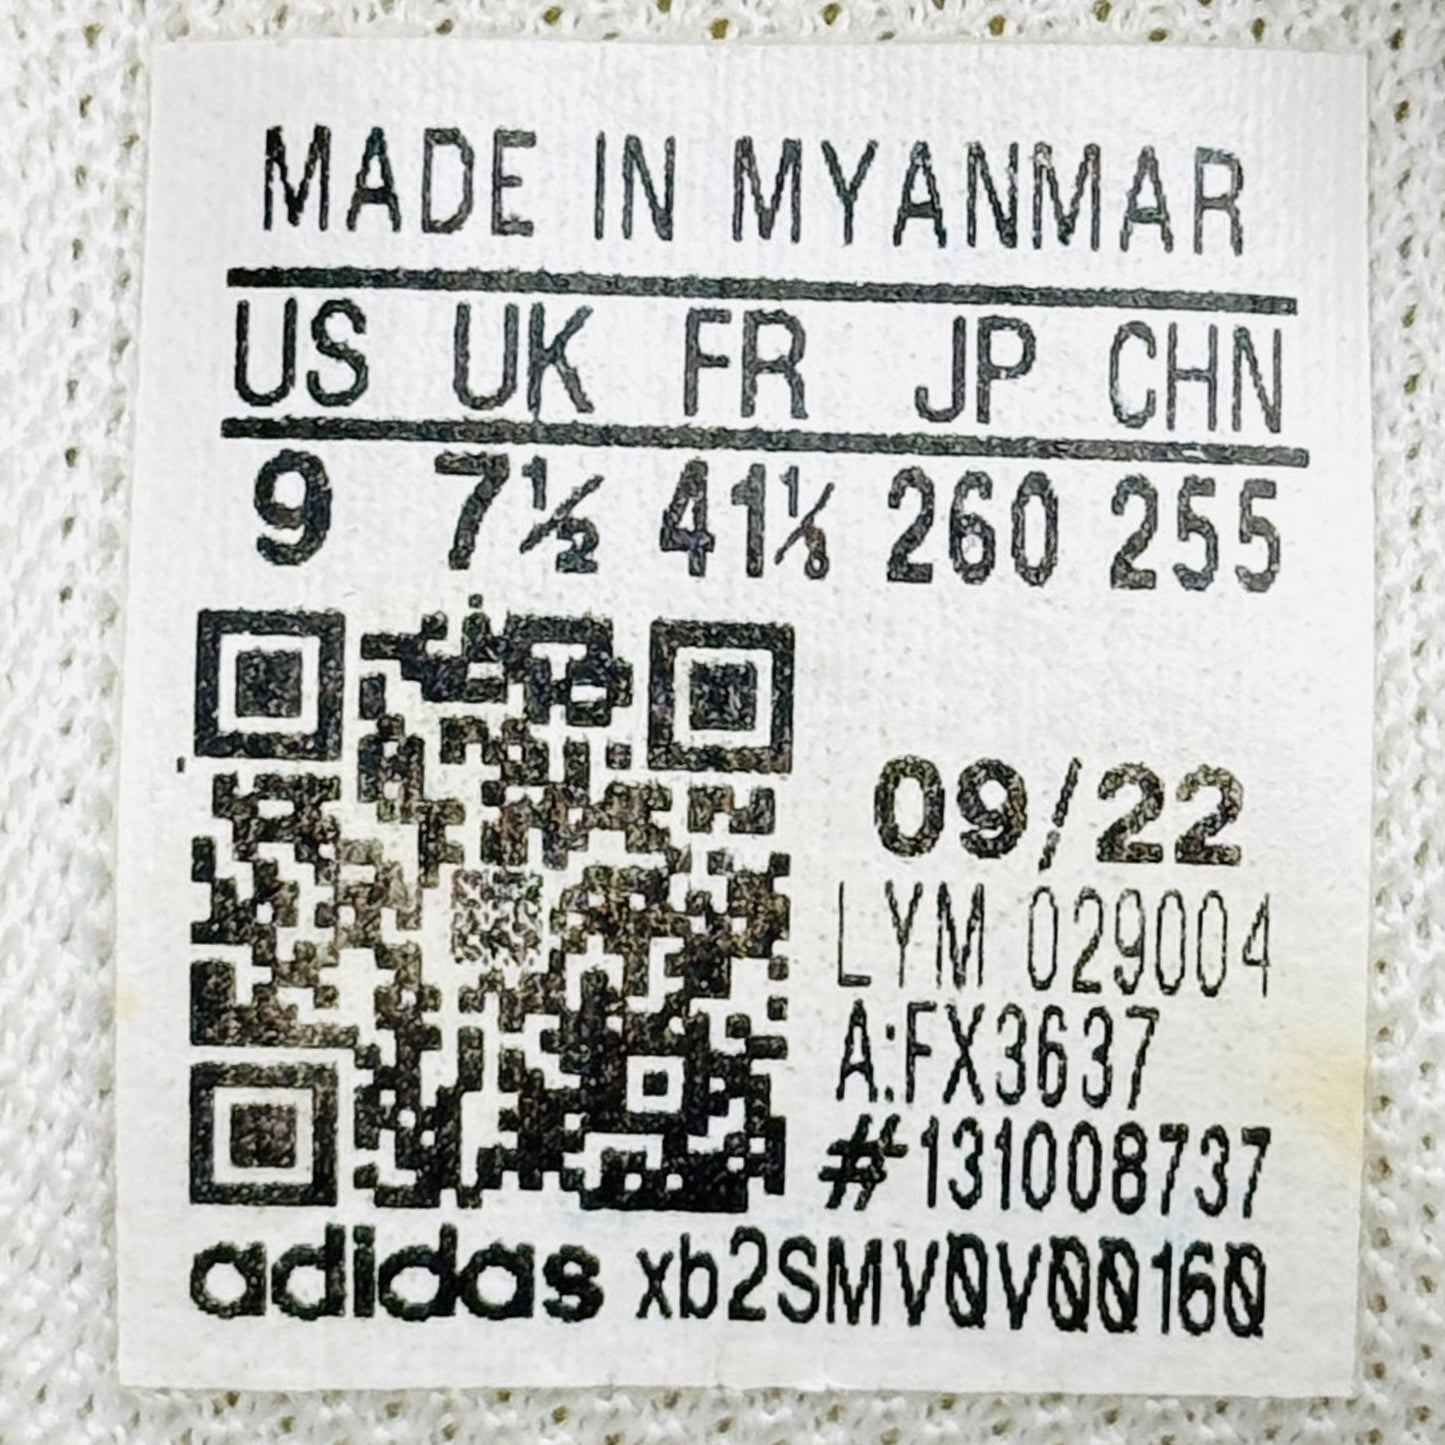 MADE IN MYANMAR
US UK FR JP CHN
9 7½ 41⅓ 260 255
09/22
LYM 029004
A:FX3637
#131008737
adidas xb2SMV0V00160